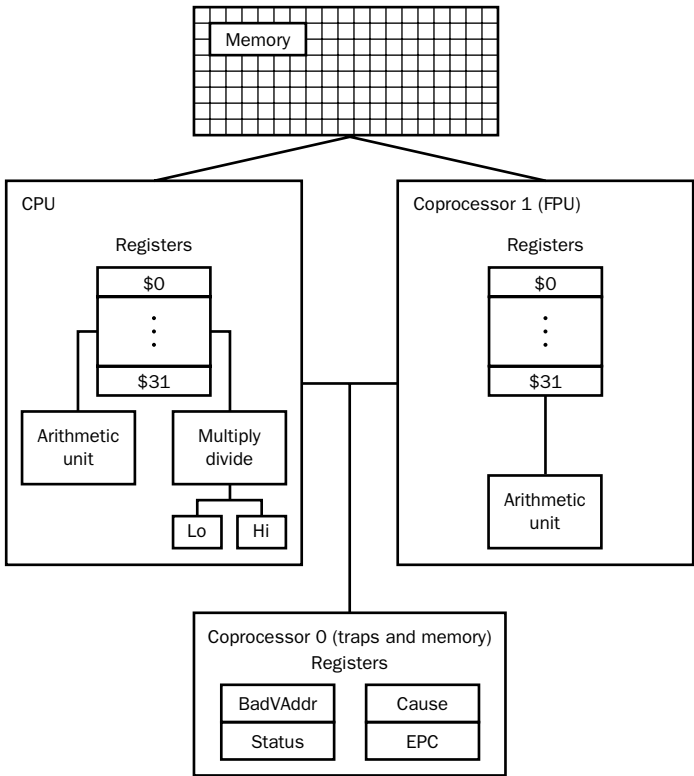 Memory
CPU
Registers
$0
$31
Arithmetic
unit
Multiply
divide
Lo
Hi
Coprocessor 1 (FPU)
Registers
$0
$31
Arithmetic
unit
Coprocessor 0 (traps and memory)
Registers
BadVAddr
Cause
Status
EPC